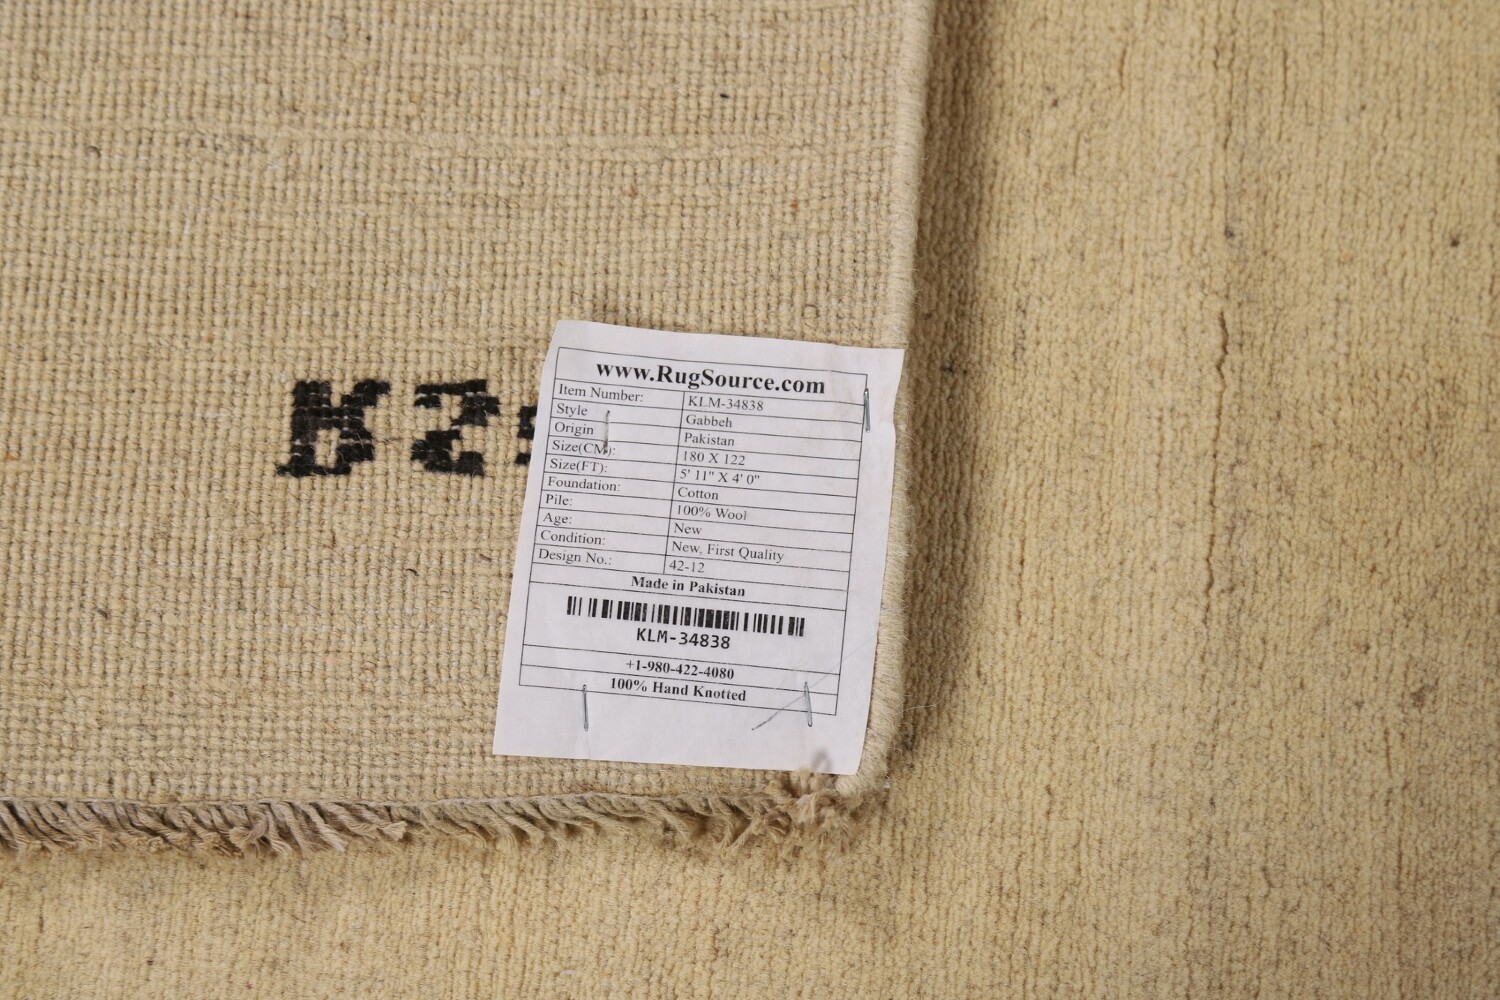 www.RugSource.com
Item Number: KLM-34838
Style Gabbeh
Origin Pakistan
Size(CM): 180 X 122
Size(FT): 5' 11" X 4' 0"
Foundation: Cotton
Pile: 100% Wool
Age: New
Condition: New, First Quality
Design No.: 42-12
Made in Pakistan
KLM-34838
+1-980-422-4080
100% Hand Knotted